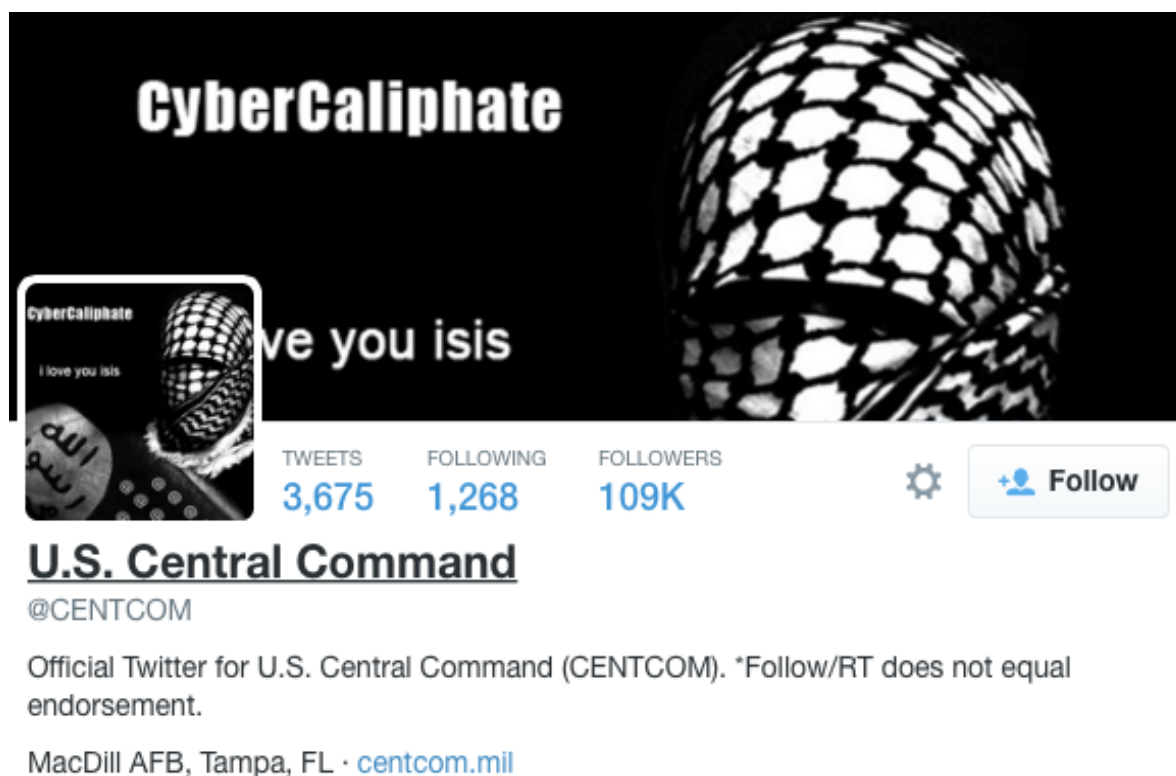 CyberCaliphate
ve you isis
CyberCaliphate
i love you isis
الله
رسول
TWEETS
3,675
FOLLOWING
1,268
FOLLOWERS
109K
Follow
U.S. Central Command
@CENTCOM
Official Twitter for U.S. Central Command (CENTCOM). *Follow/RT does not equal
endorsement.
MacDill AFB, Tampa, FL · centcom.mil